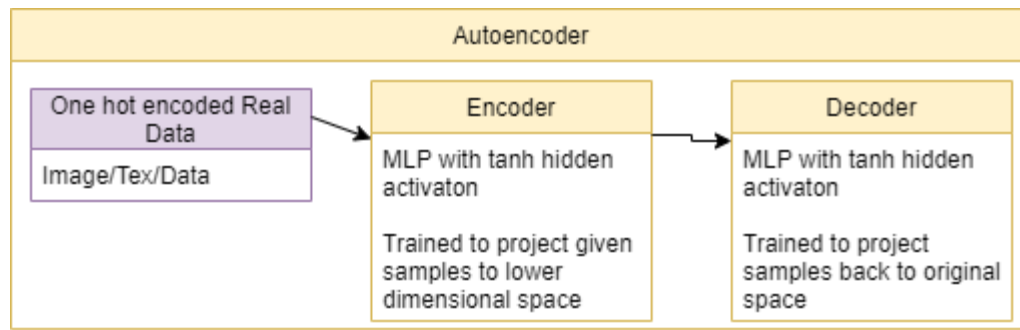 Autoencoder
One hot encoded Real
Data
Image/Tex/Data
Encoder
MLP with tanh hidden
activaton
Trained to project given
samples to lower
dimensional space
Decoder
MLP with tanh hidden
activaton
Trained to project
samples back to original
space